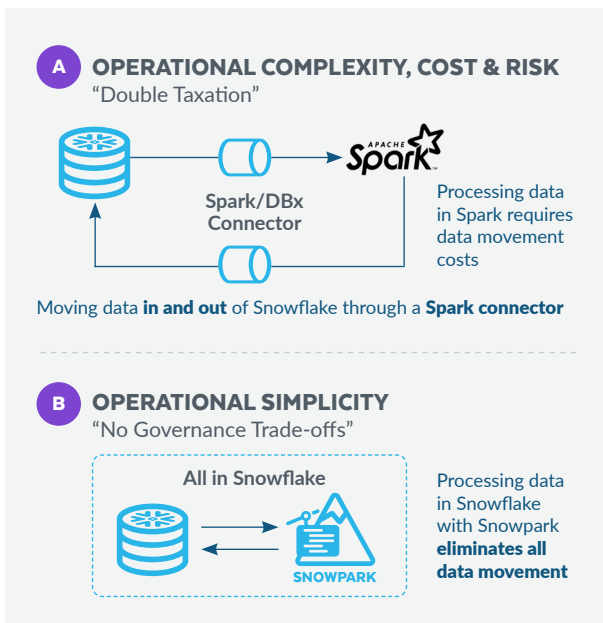 A
OPERATIONAL COMPLEXITY, COST & RISK
“Double Taxation”
APACHE
Spark™
Spark/DBx
Connector
Processing data
in Spark requires
data movement
costs
Moving data in and out of Snowflake through a Spark connector
B
OPERATIONAL SIMPLICITY
“No Governance Trade-offs”
All in Snowflake
SNOWPARK
Processing data
in Snowflake
with Snowpark
eliminates all
data movement